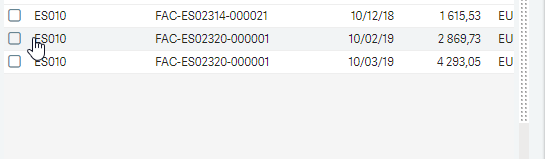 ES010 FAC-ES02314-000021 10/12/18 1 615,53 EU
ES010 FAC-ES02320-000001 10/02/19 2 869,73 EU
ES010 FAC-ES02320-000001 10/03/19 4 293,05 EU